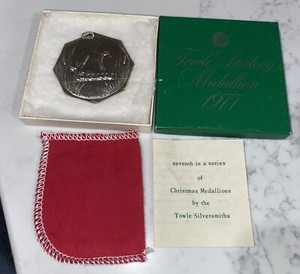 Towle Sterling
Medallion
1977
seventh in a series
of
Christmas Medallions
by the
Towle Silversmiths